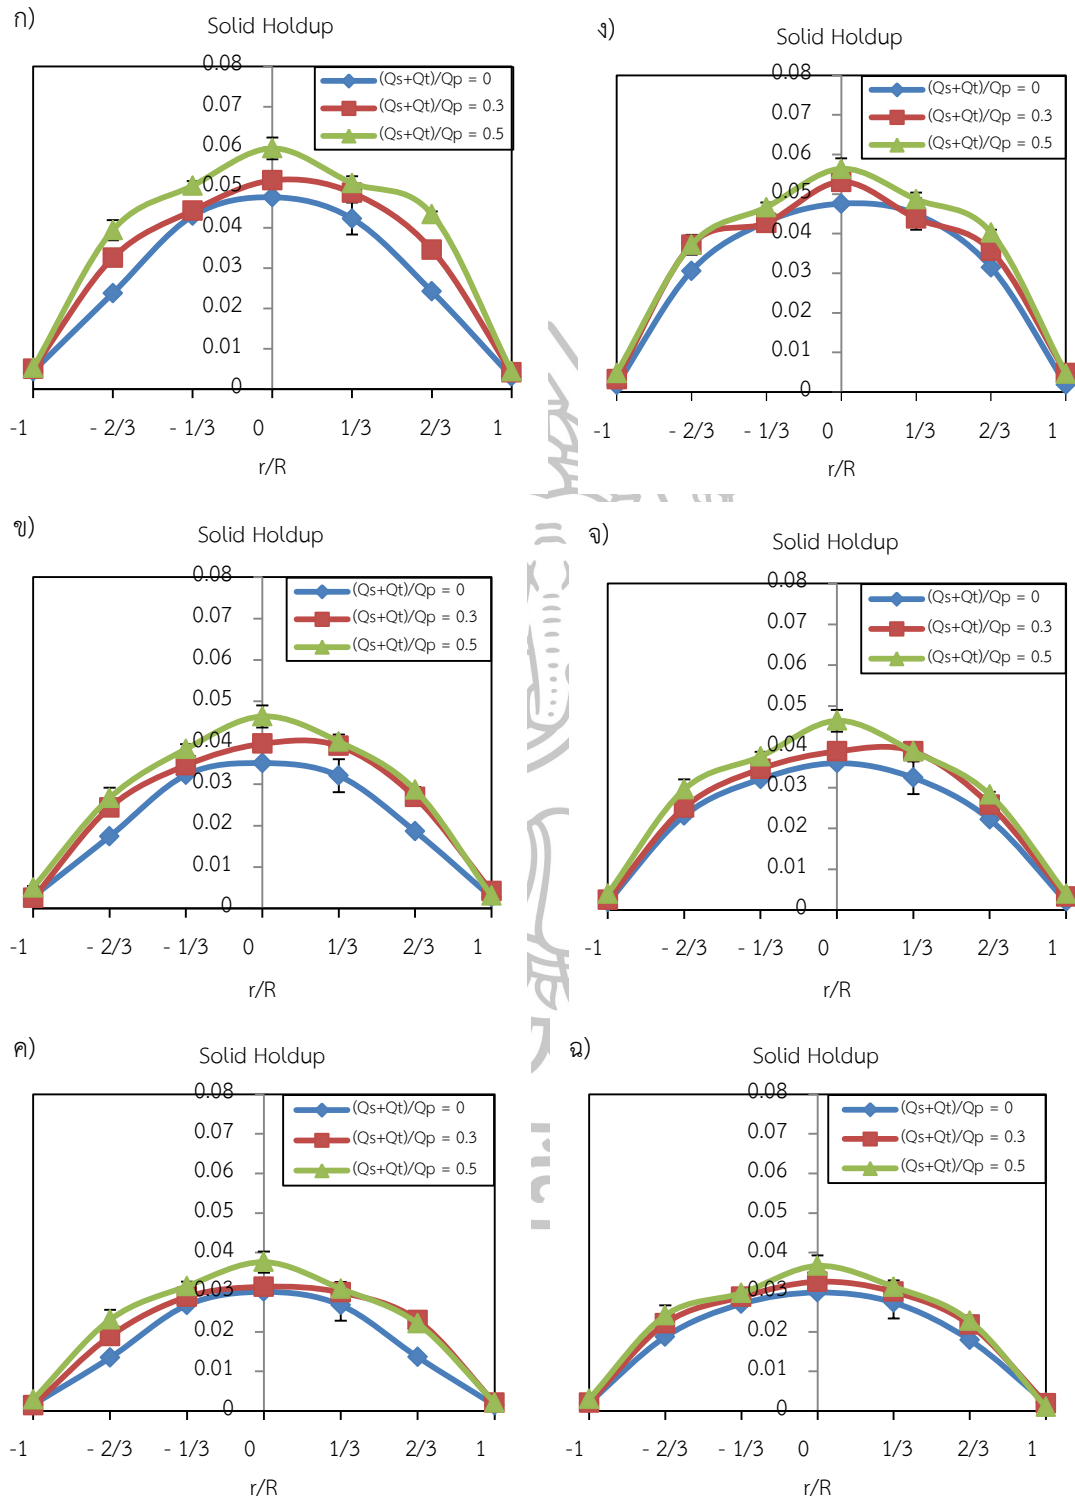 ก)
Solid Holdup
(Qs+Qt)/Qp = 0
(Qs+Qt)/Qp = 0.3
(Qs+Qt)/Qp = 0.5
0.08
0.07
0.06
0.05
0.04
0.03
0.02
0.01
0
-1 - 2/3 - 1/3 0 1/3 2/3 1
r/R
ง)
Solid Holdup
(Qs+Qt)/Qp = 0
(Qs+Qt)/Qp = 0.3
(Qs+Qt)/Qp = 0.5
0.08
0.07
0.06
0.05
0.04
0.03
0.02
0.01
0
-1 - 2/3 - 1/3 0 1/3 2/3 1
r/R
ข)
Solid Holdup
(Qs+Qt)/Qp = 0
(Qs+Qt)/Qp = 0.3
(Qs+Qt)/Qp = 0.5
0.08
0.07
0.06
0.05
0.04
0.03
0.02
0.01
0
-1 - 2/3 - 1/3 0 1/3 2/3 1
r/R
จ)
Solid Holdup
(Qs+Qt)/Qp = 0
(Qs+Qt)/Qp = 0.3
(Qs+Qt)/Qp = 0.5
0.08
0.07
0.06
0.05
0.04
0.03
0.02
0.01
0
-1 - 2/3 - 1/3 0 1/3 2/3 1
r/R
ค)
Solid Holdup
(Qs+Qt)/Qp = 0
(Qs+Qt)/Qp = 0.3
(Qs+Qt)/Qp = 0.5
0.08
0.07
0.06
0.05
0.04
0.03
0.02
0.01
0
-1 - 2/3 - 1/3 0 1/3 2/3 1
r/R
ฉ)
Solid Holdup
(Qs+Qt)/Qp = 0
(Qs+Qt)/Qp = 0.3
(Qs+Qt)/Qp = 0.5
0.08
0.07
0.06
0.05
0.04
0.03
0.02
0.01
0
-1 - 2/3 - 1/3 0 1/3 2/3 1
r/R